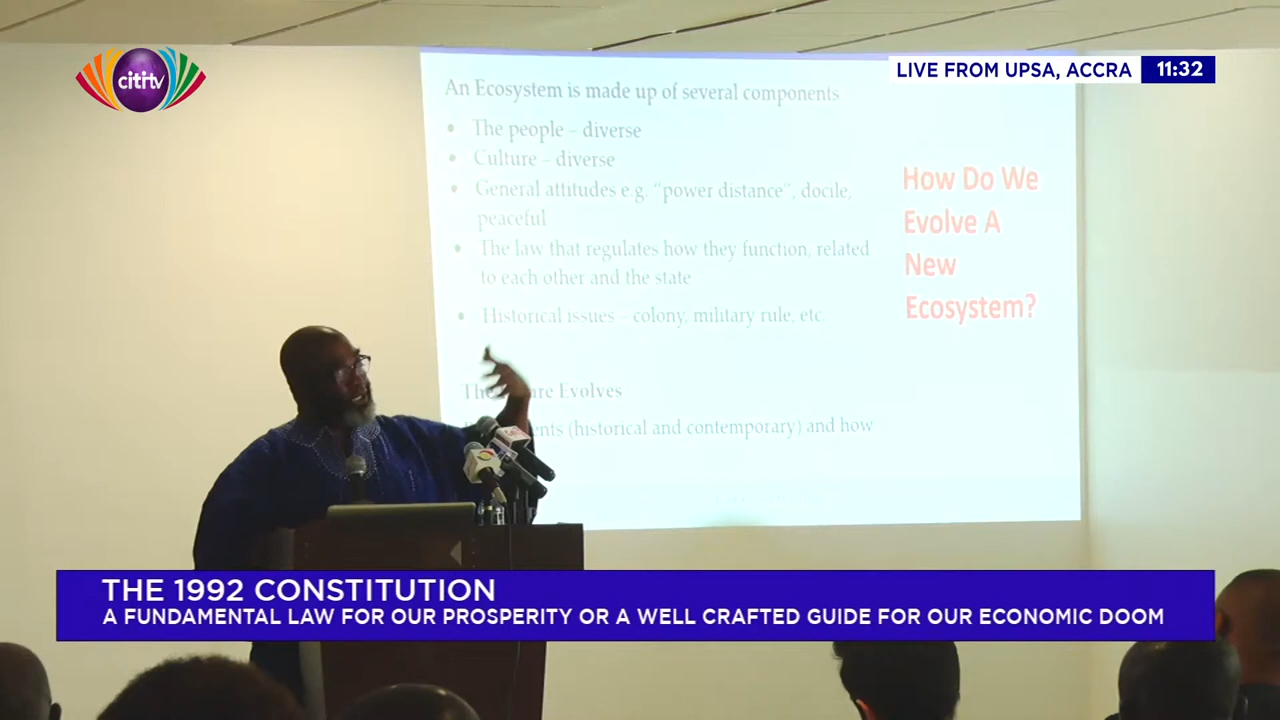 citi tv
LIVE FROM UPSA, ACCRA 11:32
An Ecosystem is made up of several components
• The people – diverse
• Culture – diverse
• General attitudes e.g. “power distance”, docile,
peaceful
• The law that regulates how they function, related
to each other and the state
• Historical issues – colony, military rule, etc.
How Do We
Evolve A
New
Ecosystem?
Evolves
(historical and contemporary) and how
THE 1992 CONSTITUTION
A FUNDAMENTAL LAW FOR OUR PROSPERITY OR A WELL CRAFTED GUIDE FOR OUR ECONOMIC DOOM